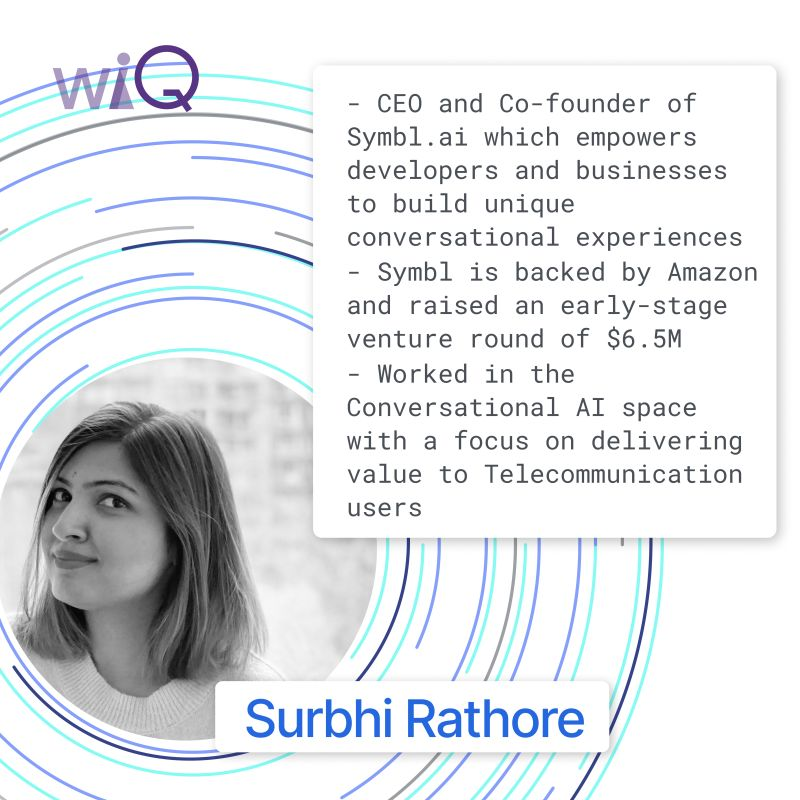 wiQ
- CEO and Co-founder of
Symbl.ai which empowers
developers and businesses
to build unique
conversational experiences
- Symbl is backed by Amazon
and raised an early-stage
venture round of $6.5M
- Worked in the
Conversational AI space
with a focus on delivering
value to Telecommunication
users
Surbhi Rathore